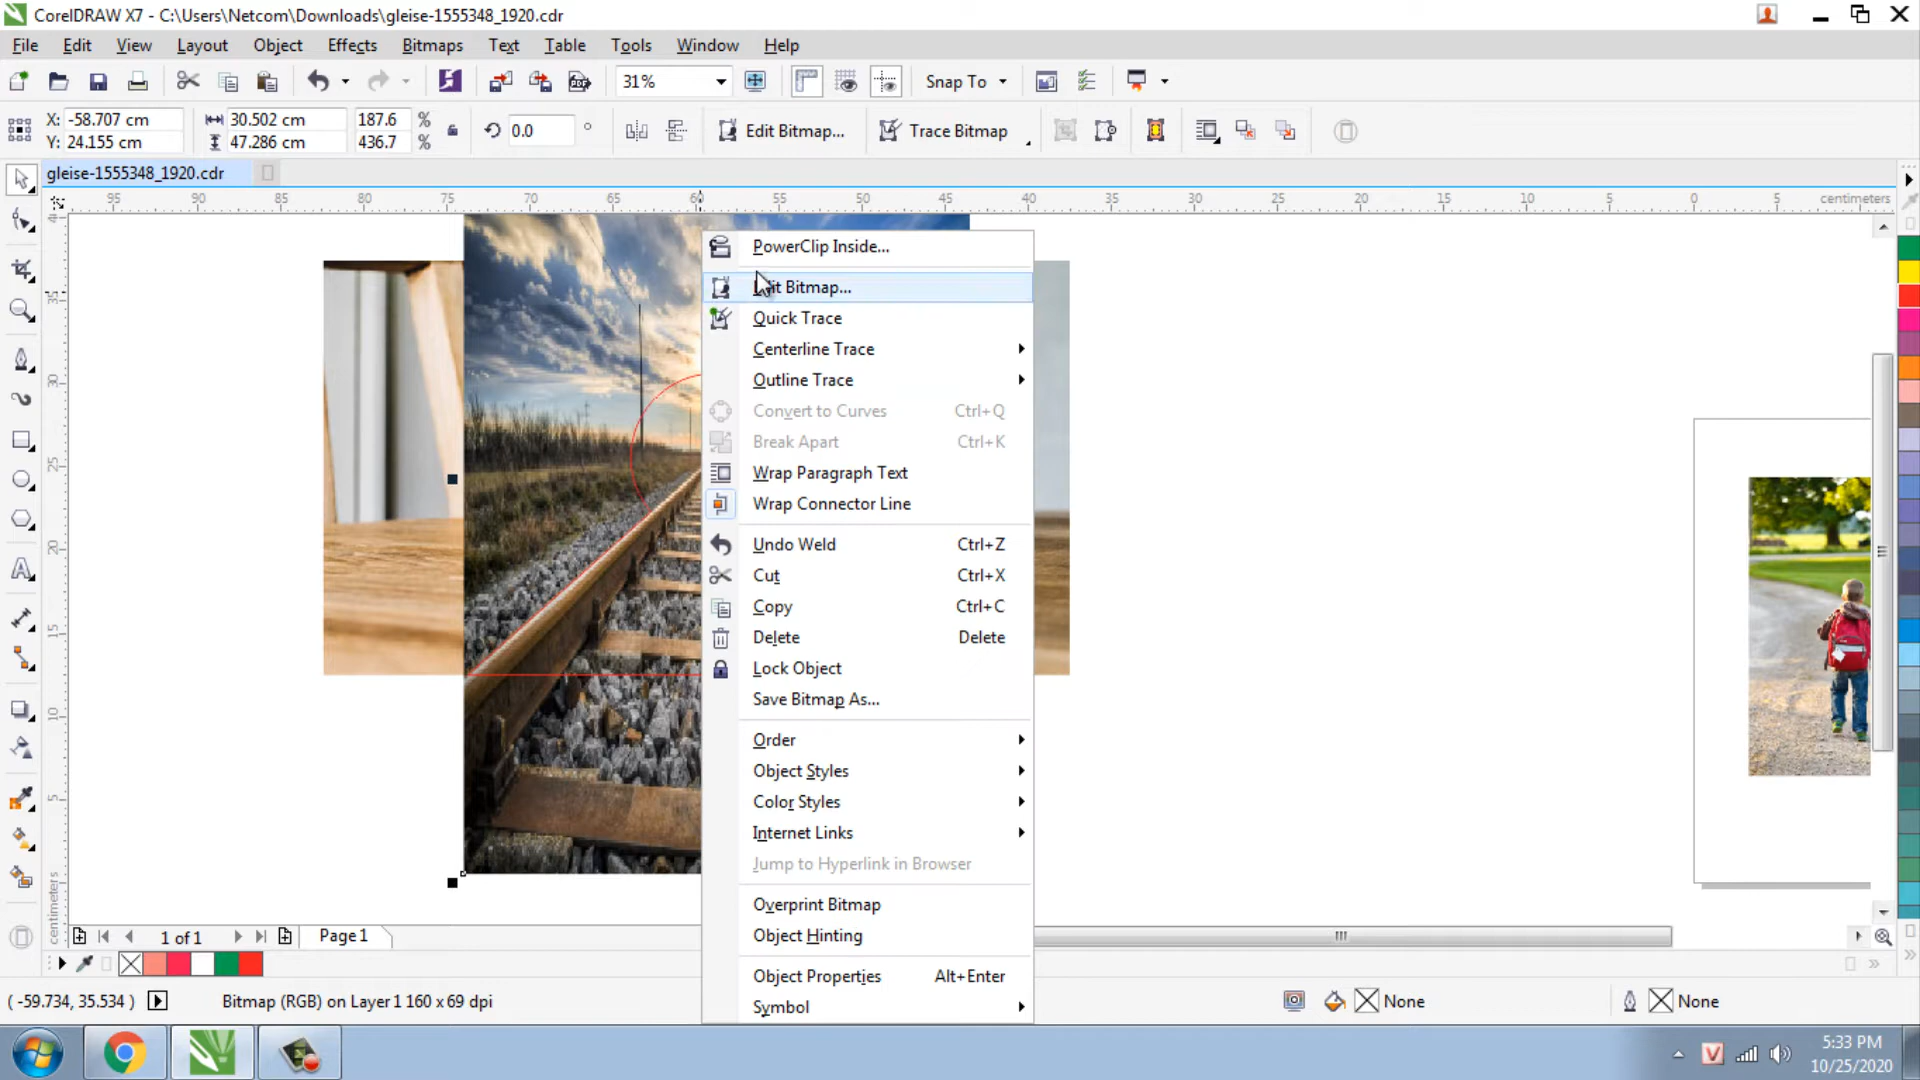 CorelDRAW X7 - C:\Users\Netcom\Downloads\gleise-1555348_1920.cdr
File Edit View Layout Object Effects Bitmaps Text Table Tools Window Help
31% Snap To
X: -58.707 cm 30.502 cm 187.6 % 0.0 ° Edit Bitmap... Trace Bitmap
Y: 24.155 cm 47.286 cm 436.7 %
gleise-1555348_1920.cdr
95 90 85 80 75 70 65 60 55 50 45 40 35 30 25 20 15 10 5 0 5 centimeters
35
30
25
20
15
10
5
centimeters
PowerClip Inside...
Bitmap...
Quick Trace
Centerline Trace
Outline Trace
Convert to Curves Ctrl+Q
Break Apart Ctrl+K
Wrap Paragraph Text
Wrap Connector Line
Undo Weld Ctrl+Z
Cut Ctrl+X
Copy Ctrl+C
Delete Delete
Lock Object
Save Bitmap As...
Order
Object Styles
Color Styles
Internet Links
Jump to Hyperlink in Browser
Overprint Bitmap
Object Hinting
Object Properties Alt+Enter
Symbol
1 of 1 Page 1
( -59.734, 35.534 ) Bitmap (RGB) on Layer 1 160 x 69 dpi None None
5:33 PM
10/25/2020